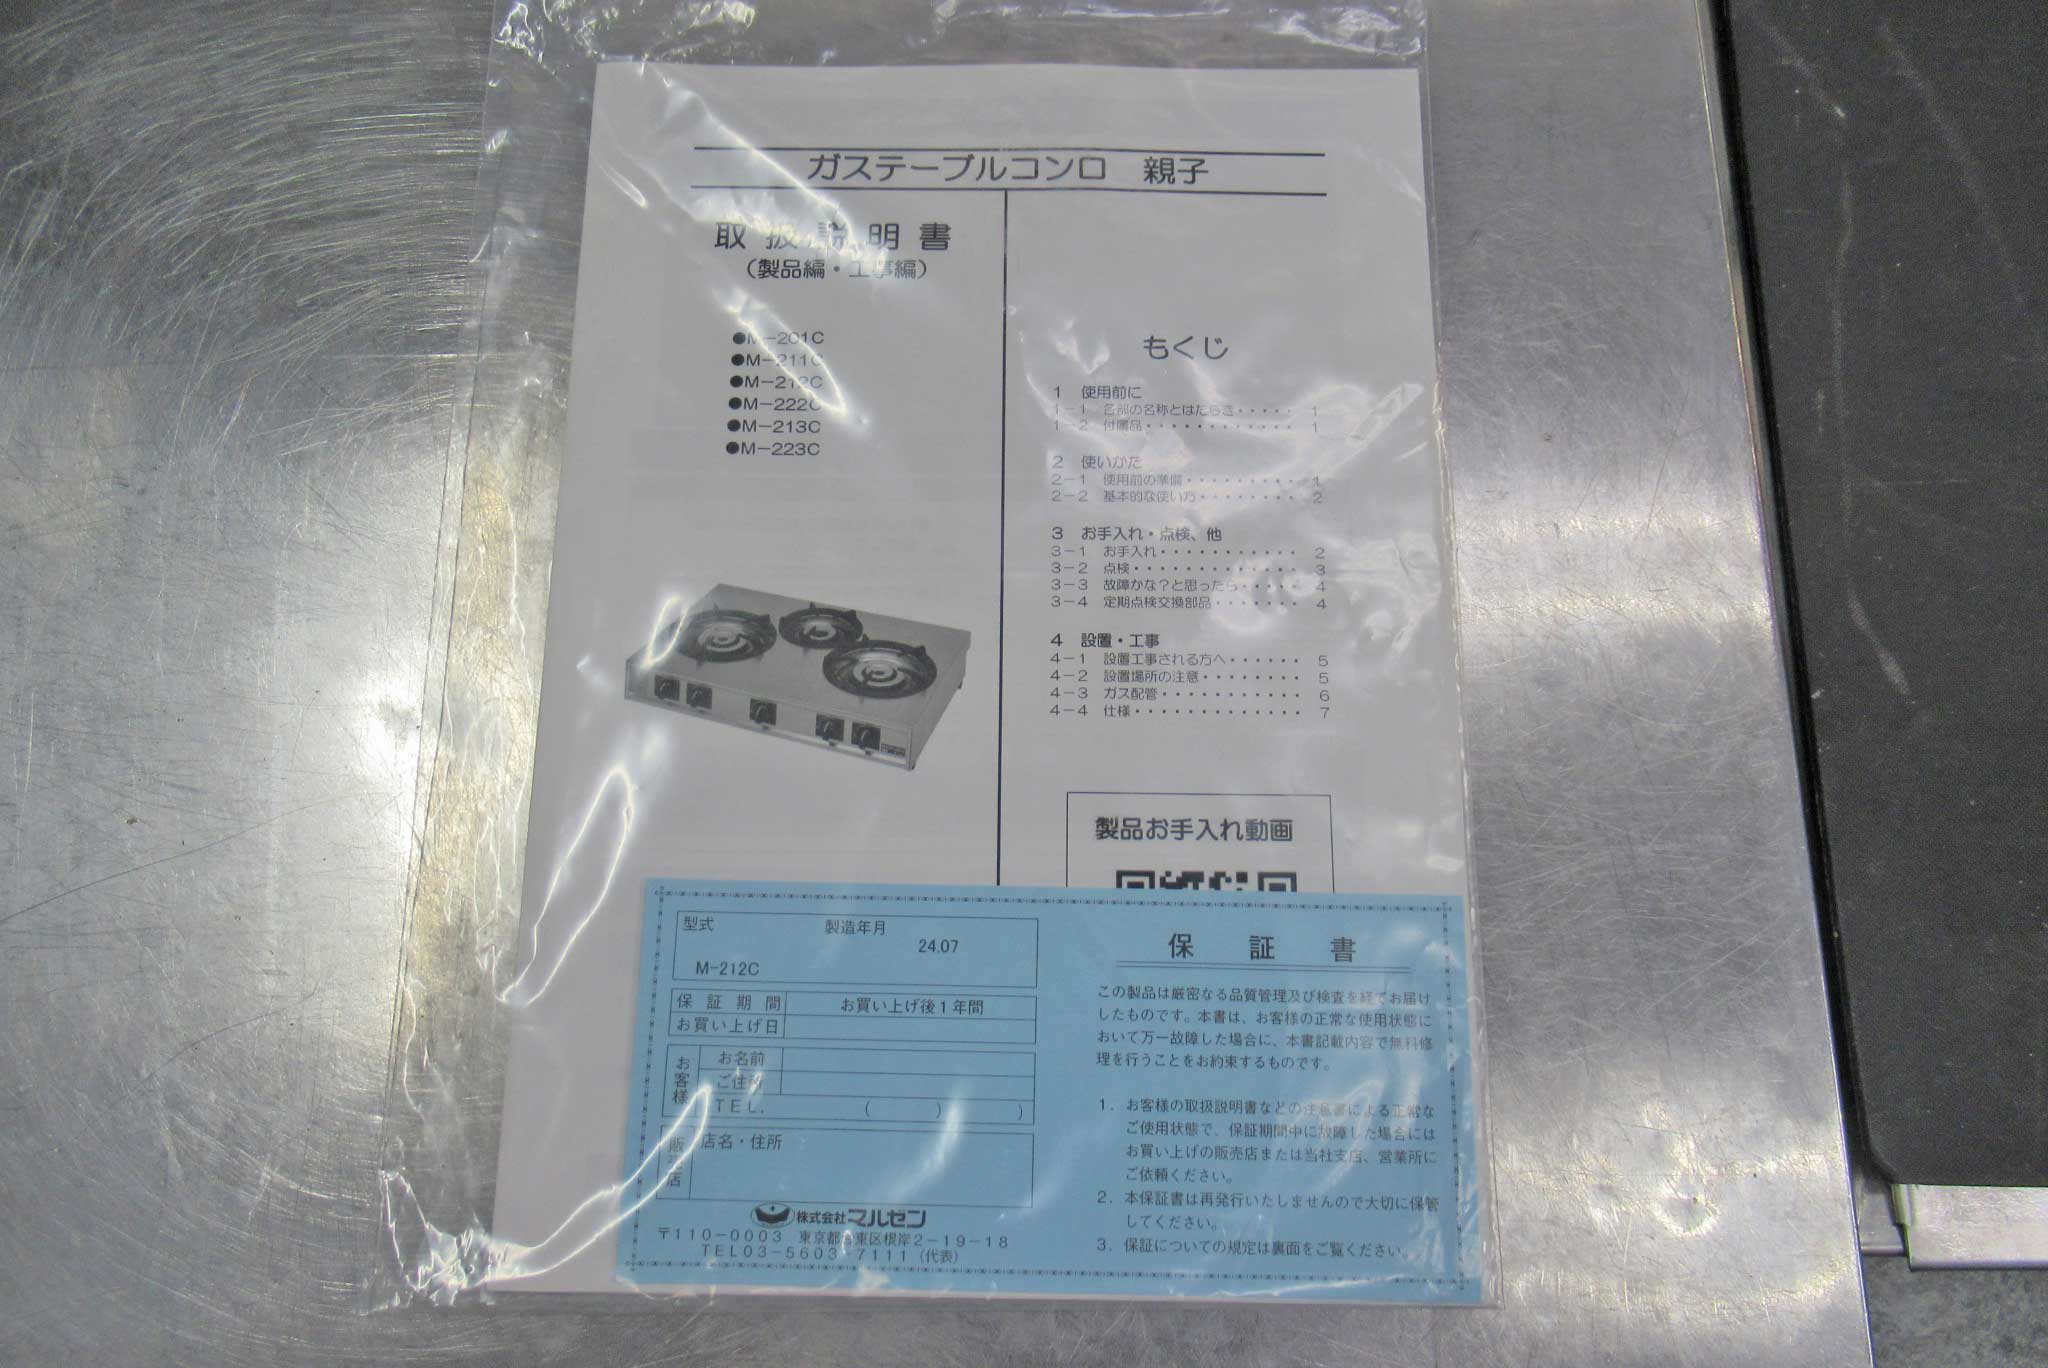 ガステーブルコンロ 親子
取扱説明書
(製品編・工事編)
●M-201C
●M-211C
●M-212C
●M-222C
●M-213C
●M-223C
もくじ
1 使用前に
1-1 各部の名称とはたらき・・・・・ 1
1-2 付属品・・・・・・・・・・・・ 1
2 使いかた
2-1 使用前の準備・・・・・・・・・ 1
2-2 基本的な使い方・・・・・・・・ 2
3 お手入れ・点検、他
3-1 お手入れ・・・・・・・・・・・ 2
3-2 点検・・・・・・・・・・・・・ 3
3-3 故障かな?と思ったら・・・・・ 4
3-4 定期点検交換部品・・・・・・・ 4
4 設置・工事
4-1 設置工事される方へ・・・・・・ 5
4-2 設置場所の注意・・・・・・・・ 5
4-3 ガス配管・・・・・・・・・・・ 6
4-4 仕様・・・・・・・・・・・・・ 7
製品お手入れ動画
型式 製造年月
24.07
M-212C
保証期間 お買い上げ後1年間
お買い上げ日
お客様
お名前
ご住所
TEL. ( )
販売店
店名・住所
株式会社マルゼン
〒110-0003 東京都台東区根岸2-19-18
TEL03-5603-7111(代表)
保証書
この製品は厳密なる品質管理及び検査を経てお届け
したものです。本書は、お客様の正常な使用状態に
おいて万一故障した場合に、本書記載内容で無料修
理を行うことをお約束するものです。
1. お客様の取扱説明書などの注意書による正常な
ご使用状態で、保証期間中に故障した場合には
お買い上げの販売店または当社支店、営業所に
ご依頼ください。
2. 本保証書は再発行いたしませんので大切に保管
してください。
3. 保証についての規定は裏面をご覧ください。